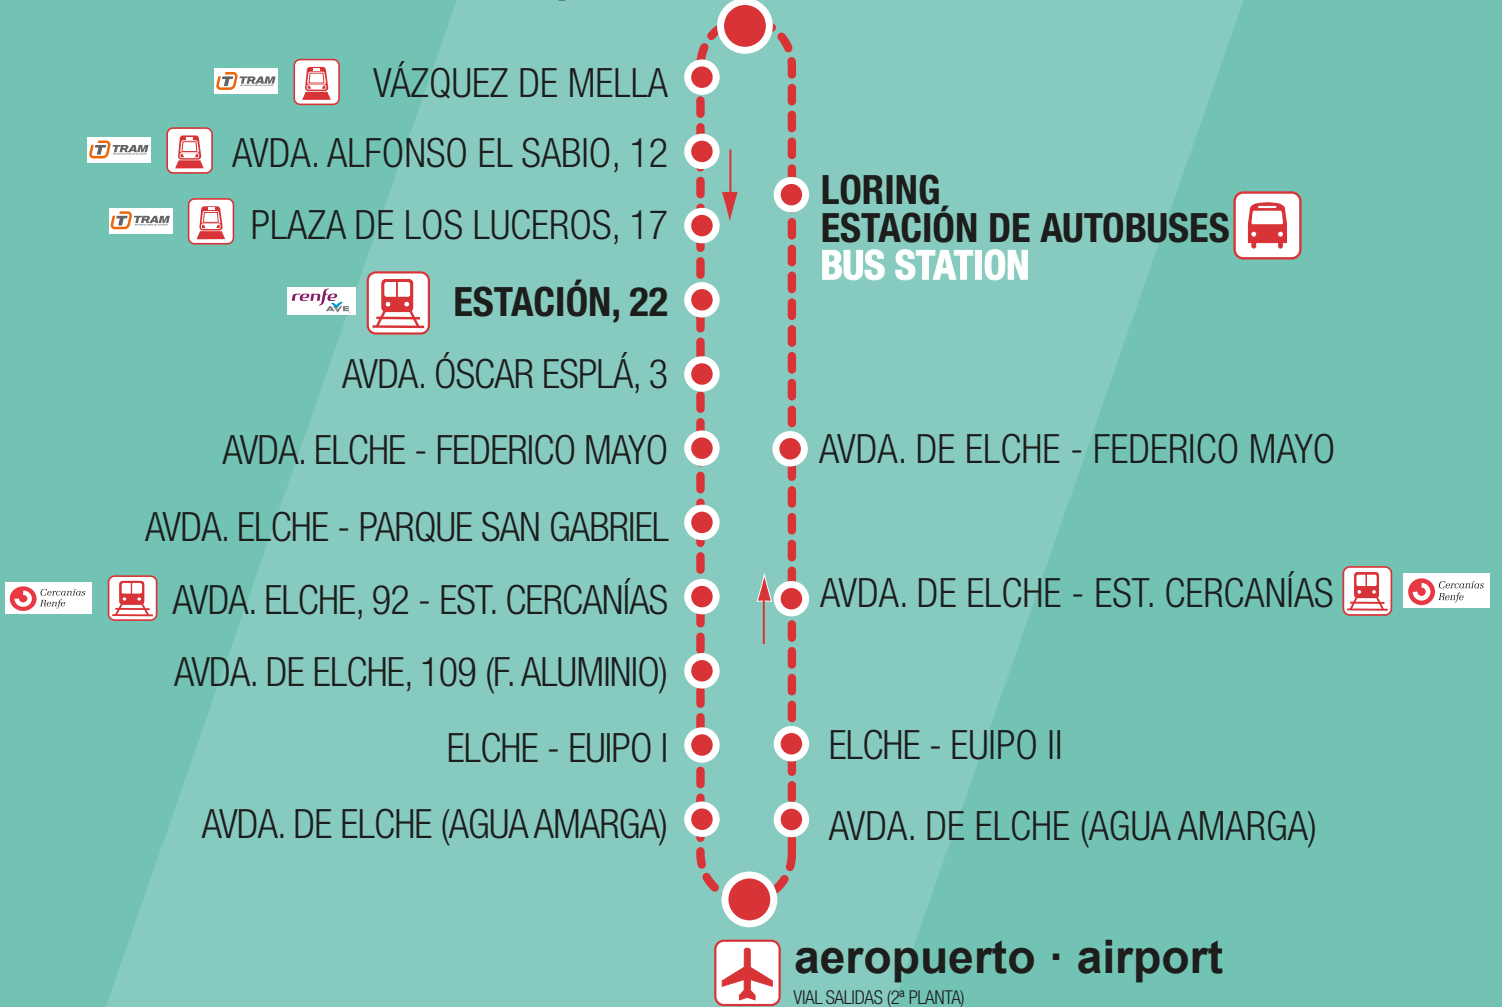 TRAM
VÁZQUEZ DE MELLA
TRAM
AVDA. ALFONSO EL SABIO, 12
TRAM
PLAZA DE LOS LUCEROS, 17
renfe
AVE
ESTACIÓN, 22
AVDA. ÓSCAR ESPLÁ, 3
AVDA. ELCHE - FEDERICO MAYO
AVDA. ELCHE - PARQUE SAN GABRIEL
Cercanías
Renfe
AVDA. ELCHE, 92 - EST. CERCANÍAS
AVDA. DE ELCHE, 109 (F. ALUMINIO)
ELCHE - EUIPO I
AVDA. DE ELCHE (AGUA AMARGA)
LORING
ESTACIÓN DE AUTOBUSES
BUS STATION
AVDA. DE ELCHE - FEDERICO MAYO
AVDA. DE ELCHE - EST. CERCANÍAS
Cercanías
Renfe
ELCHE - EUIPO II
AVDA. DE ELCHE (AGUA AMARGA)
aeropuerto · airport
VIAL SALIDAS (2ª PLANTA)